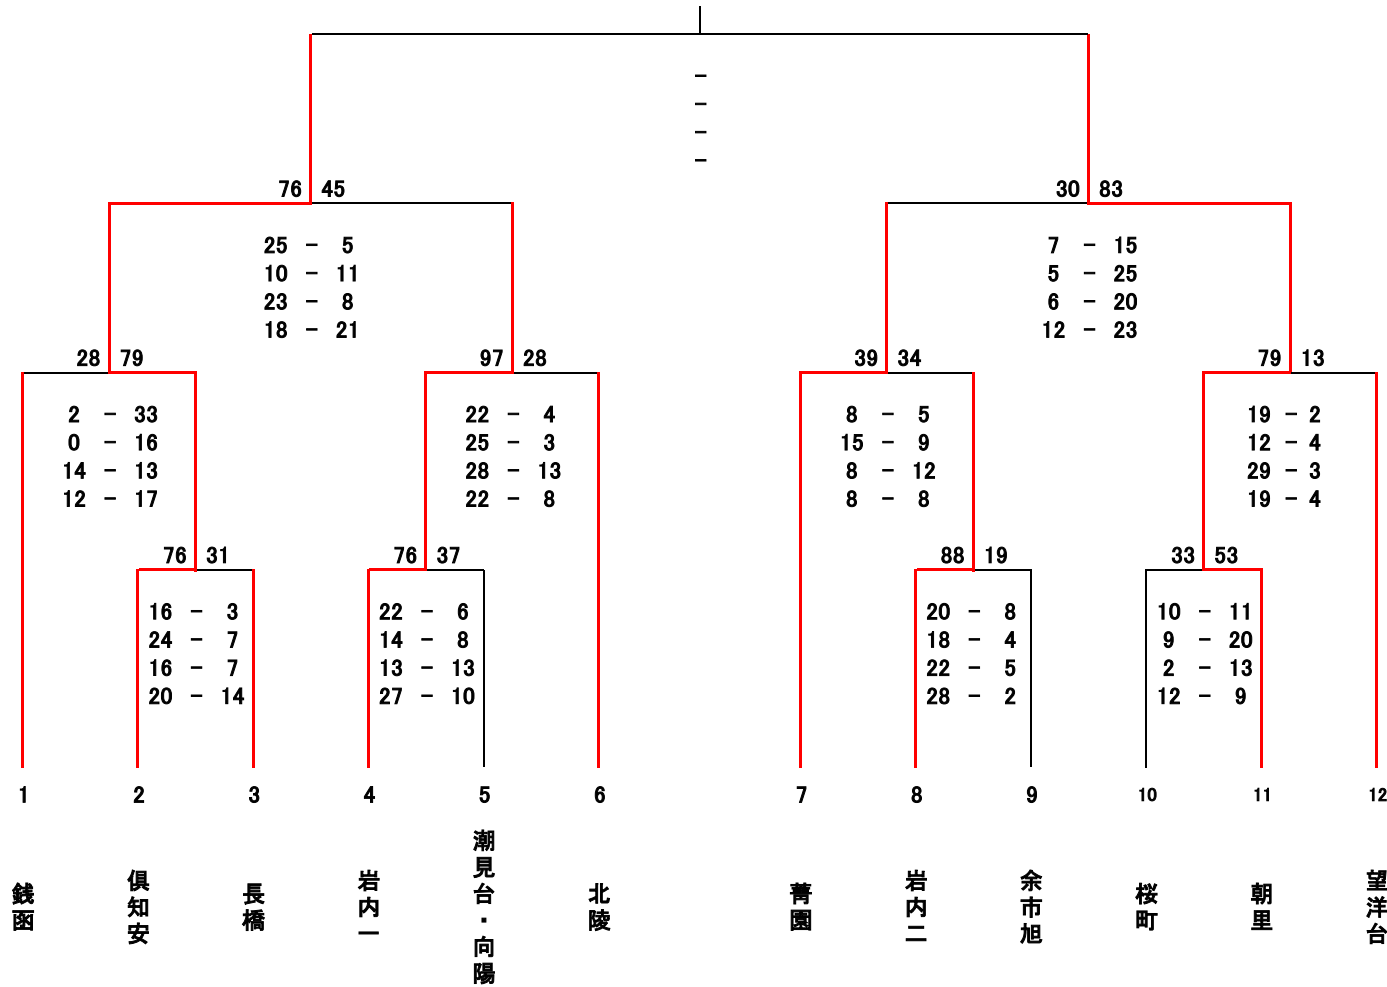 －
－
－
－
76 45
30 83
25 － 5
10 － 11
23 － 8
18 － 21
7 － 15
5 － 25
6 － 20
12 － 23
28 79
97 28
39 34
79 13
2 － 33
0 － 16
14 － 13
12 － 17
22 － 4
25 － 3
28 － 13
22 － 8
8 － 5
15 － 9
8 － 12
8 － 8
19 － 2
12 － 4
29 － 3
19 － 4
76 31
76 37
88 19
33 53
16 － 3
24 － 7
16 － 7
20 － 14
22 － 6
14 － 8
13 － 13
27 － 10
20 － 8
18 － 4
22 － 5
28 － 2
10 － 11
9 － 20
2 － 13
12 － 9
1 2 3 4 5 6 7 8 9 10 11 12
銭函
倶知安
長橋
岩内一
潮見台・向陽
北陵
菁園
岩内二
余市旭
桜町
朝里
望洋台